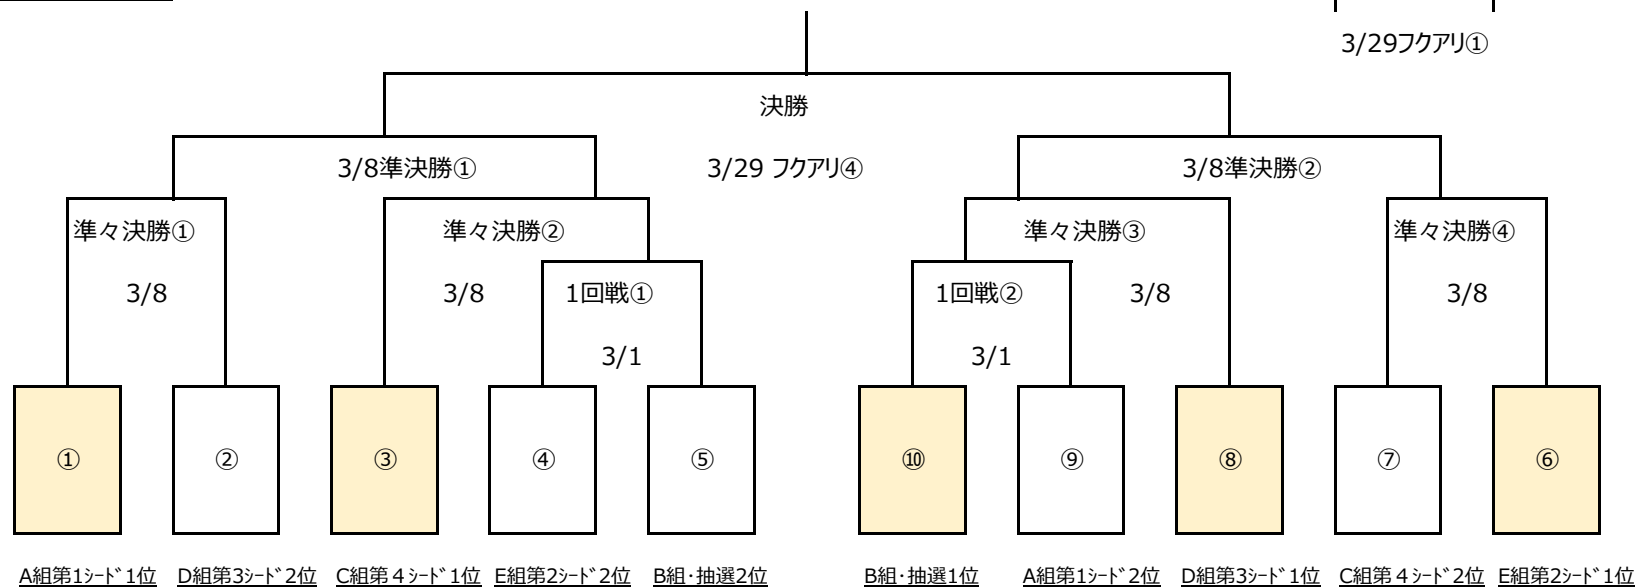 3/29フクアリ①
決勝
3/8準決勝①
3/29 フクアリ④
3/8準決勝②
準々決勝①
準々決勝②
準々決勝③
準々決勝④
3/8
3/8
1回戦①
1回戦②
3/8
3/8
3/1
3/1
①
②
③
④
⑤
⑩
⑨
⑧
⑦
⑥
A組第1ｼｰﾄﾞ1位
D組第3ｼｰﾄﾞ2位
C組第４ｼｰﾄﾞ1位
E組第2ｼｰﾄﾞ2位
B組・抽選2位
B組・抽選1位
A組第1ｼｰﾄﾞ2位
D組第3ｼｰﾄﾞ1位
C組第４ｼｰﾄﾞ2位
E組第2ｼｰﾄﾞ1位